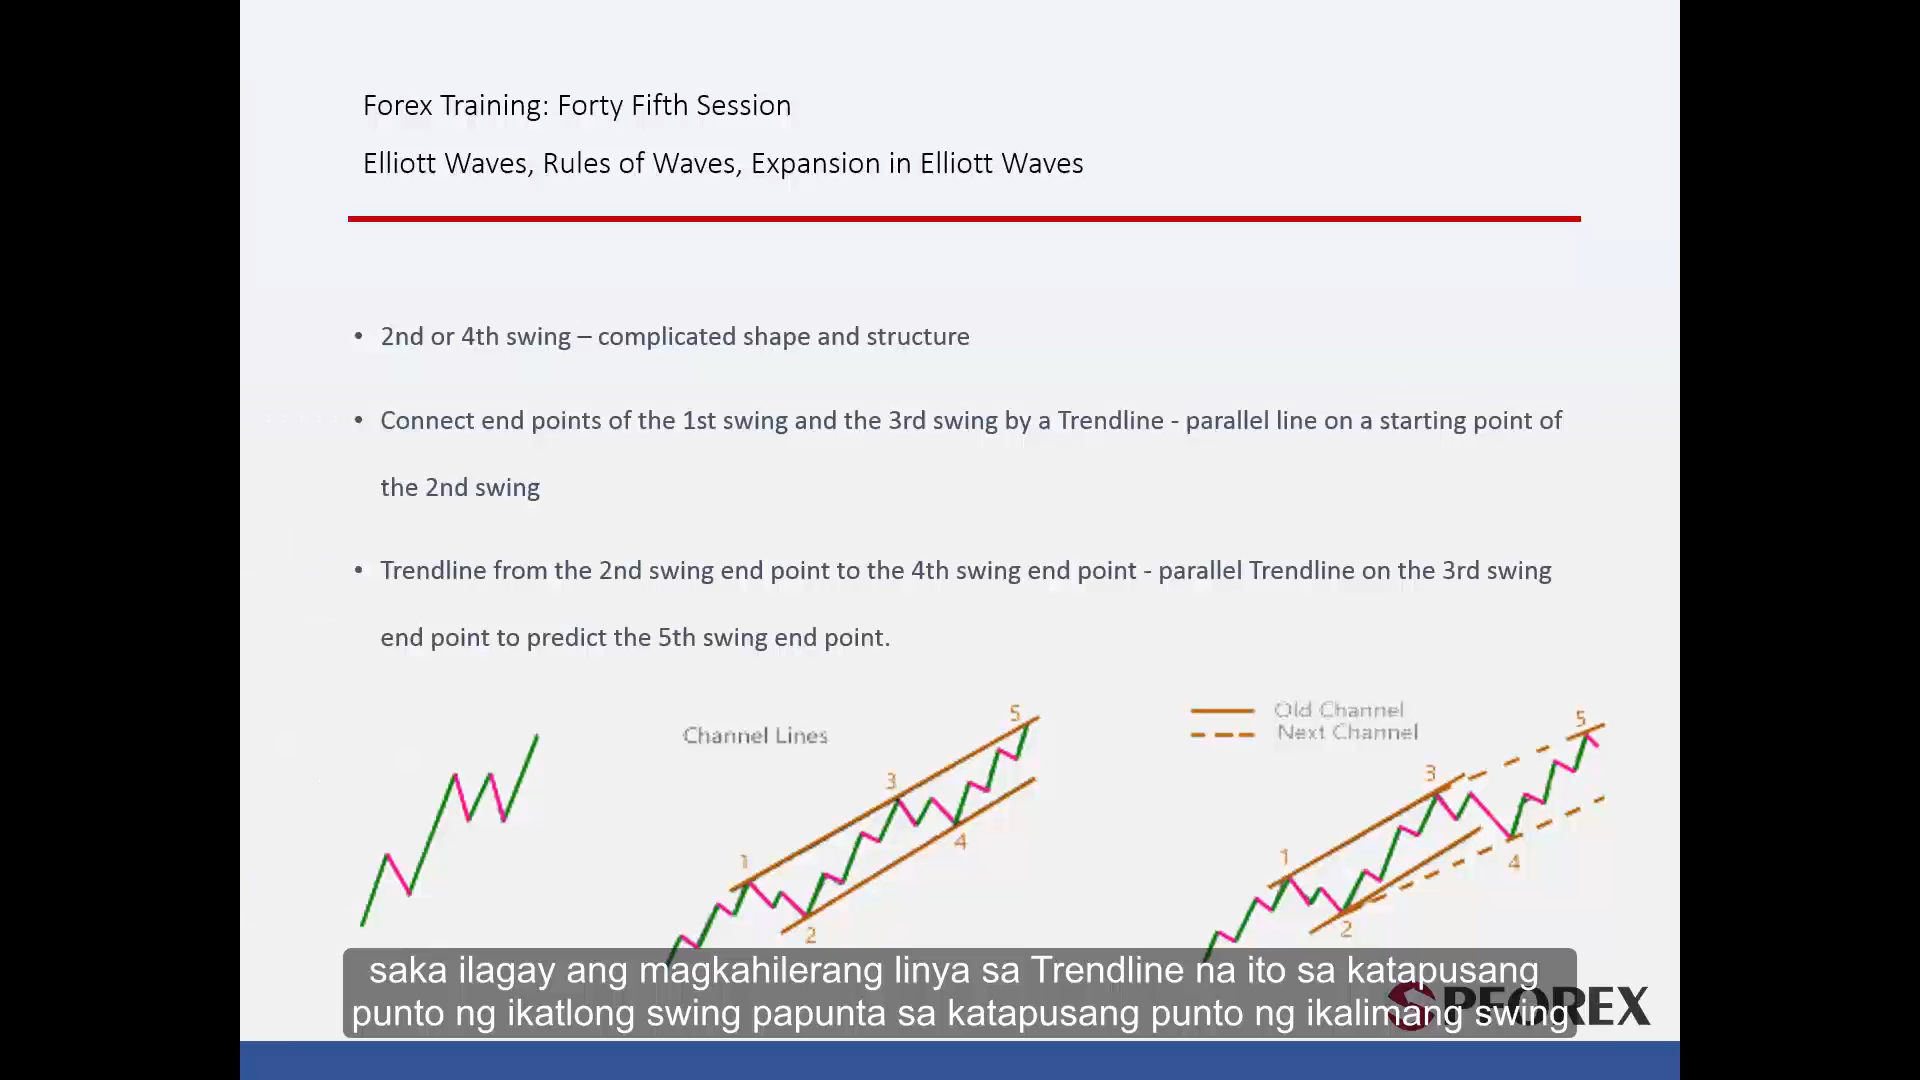 Forex Training: Forty Fifth Session
Elliott Waves, Rules of Waves, Expansion in Elliott Waves
• 2nd or 4th swing – complicated shape and structure
• Connect end points of the 1st swing and the 3rd swing by a Trendline - parallel line on a starting point of
the 2nd swing
• Trendline from the 2nd swing end point to the 4th swing end point - parallel Trendline on the 3rd swing
end point to predict the 5th swing end point.
Channel Lines
1
2
3
4
5
Old Channel
Next Channel
1
2
3
4
5
saka ilagay ang magkahilerang linya sa Trendline na ito sa katapusang
punto ng ikatlong swing papunta sa katapusang punto ng ikalimang swing
PFOREX